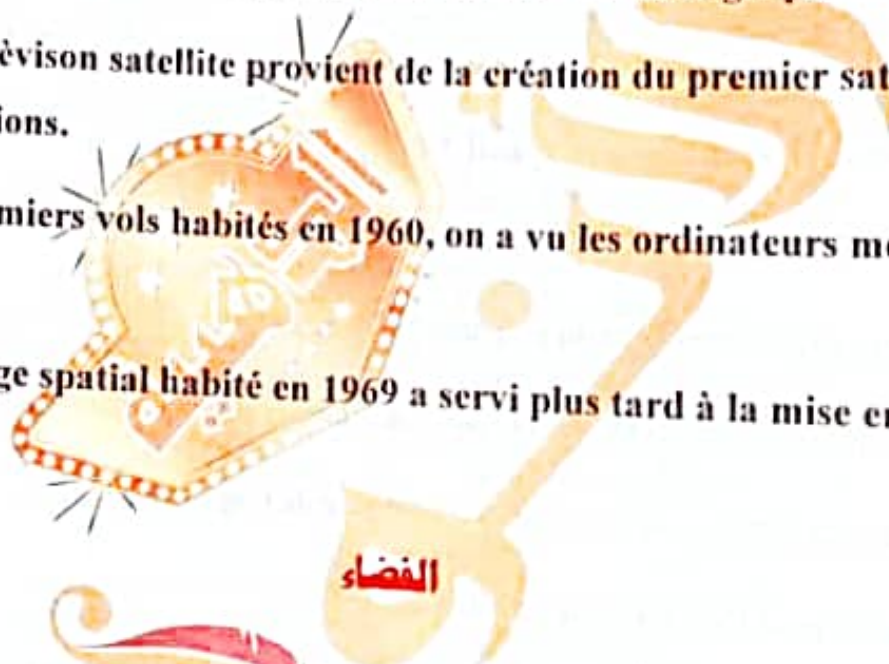 èvison satellite provient de la création du premier sat
ions.
miers vols habités en 1960, on a vu les ordinateurs m
ge spatial habité en 1969 a servi plus tard à la mise e
الفضاء